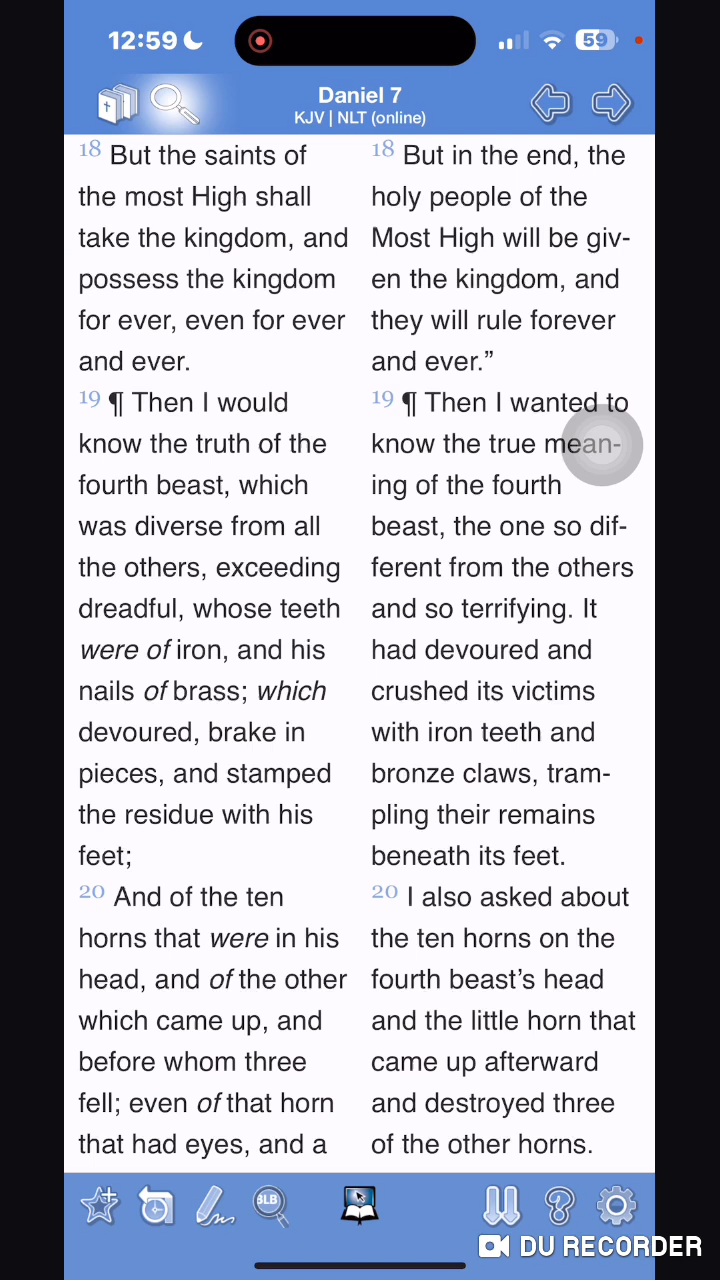 12:59
59
Daniel 7
KJV | NLT (online)
18 But the saints of
the most High shall
take the kingdom, and
possess the kingdom
for ever, even for ever
and ever.
19 ¶ Then I would
know the truth of the
fourth beast, which
was diverse from all
the others, exceeding
dreadful, whose teeth
were of iron, and his
nails of brass; which
devoured, brake in
pieces, and stamped
the residue with his
feet;
20 And of the ten
horns that were in his
head, and of the other
which came up, and
before whom three
fell; even of that horn
that had eyes, and a
18 But in the end, the
holy people of the
Most High will be giv-
en the kingdom, and
they will rule forever
and ever.”
19 ¶ Then I wanted to
know the true mean-
ing of the fourth
beast, the one so dif-
ferent from the others
and so terrifying. It
had devoured and
crushed its victims
with iron teeth and
bronze claws, tram-
pling their remains
beneath its feet.
20 I also asked about
the ten horns on the
fourth beast’s head
and the little horn that
came up afterward
and destroyed three
of the other horns.
BLB
DU RECORDER